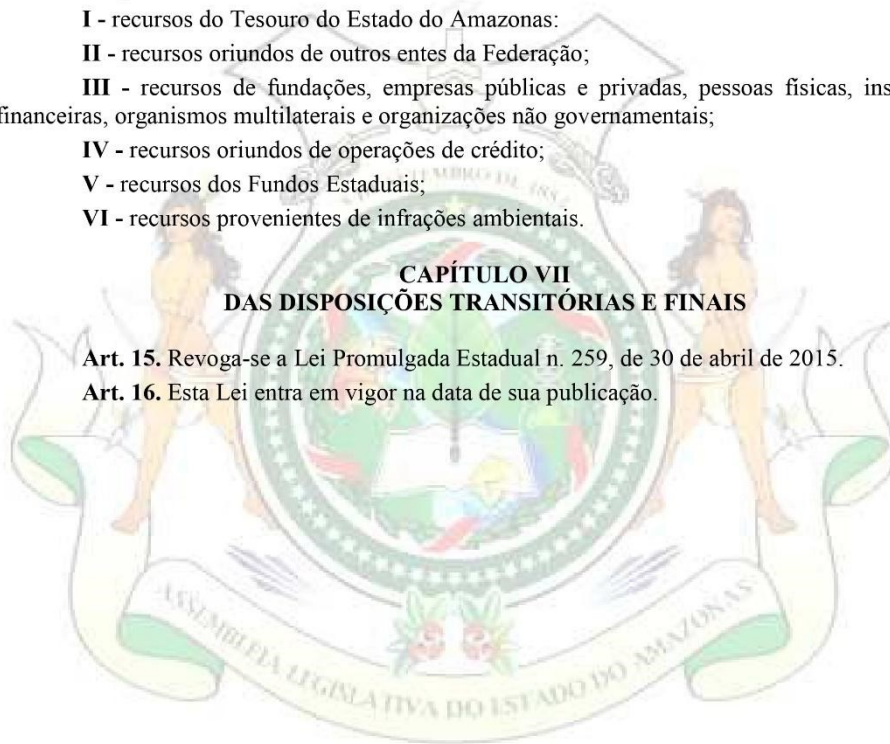 I - recursos do Tesouro do Estado do Amazonas:
II - recursos oriundos de outros entes da Federação;
III - recursos de fundações, empresas públicas e privadas, pessoas físicas, ins
financeiras, organismos multilaterais e organizações não governamentais;
IV - recursos oriundos de operações de crédito;
V - recursos dos Fundos Estaduais;
VI - recursos provenientes de infrações ambientais.
CAPÍTULO VII
DAS DISPOSIÇÕES TRANSITÓRIAS E FINAIS
Art. 15. Revoga-se a Lei Promulgada Estadual n. 259, de 30 de abril de 2015.
Art. 16. Esta Lei entra em vigor na data de sua publicação.
ASSEMBLEIA LEGISLATIVA DO ESTADO DO AMAZONAS